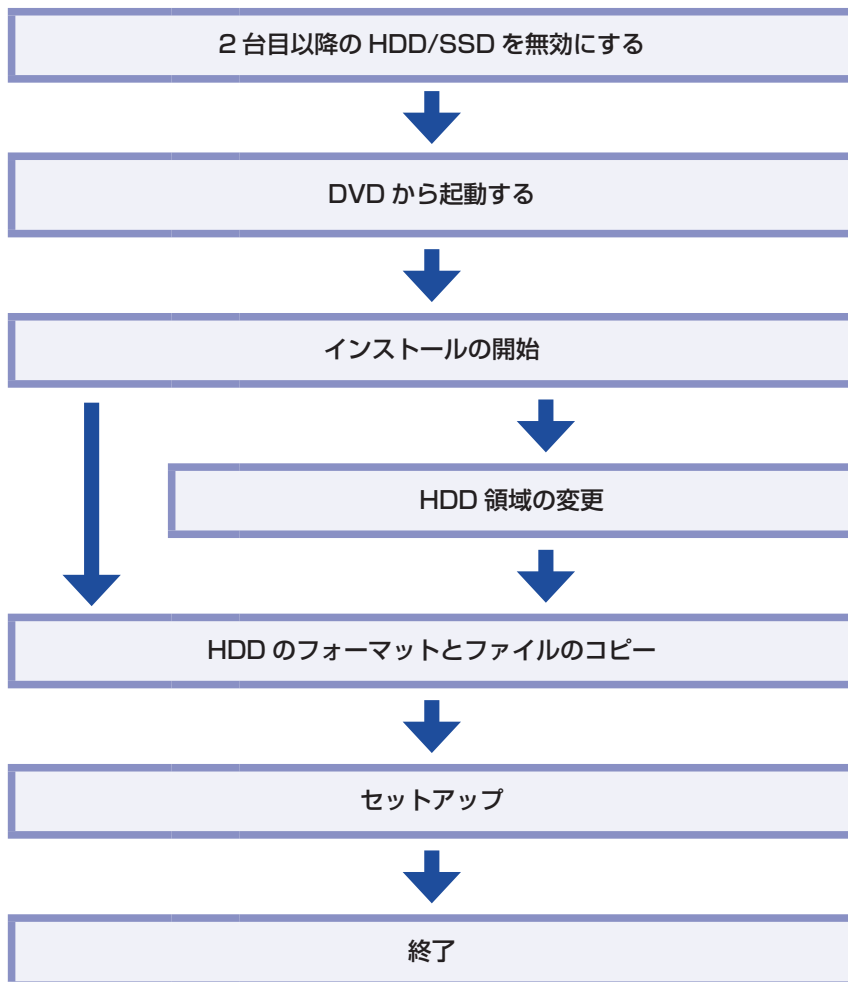 2 台目以降の HDD/SSD を無効にする
DVD から起動する
インストールの開始
HDD 領域の変更
HDD のフォーマットとファイルのコピー
セットアップ
終了